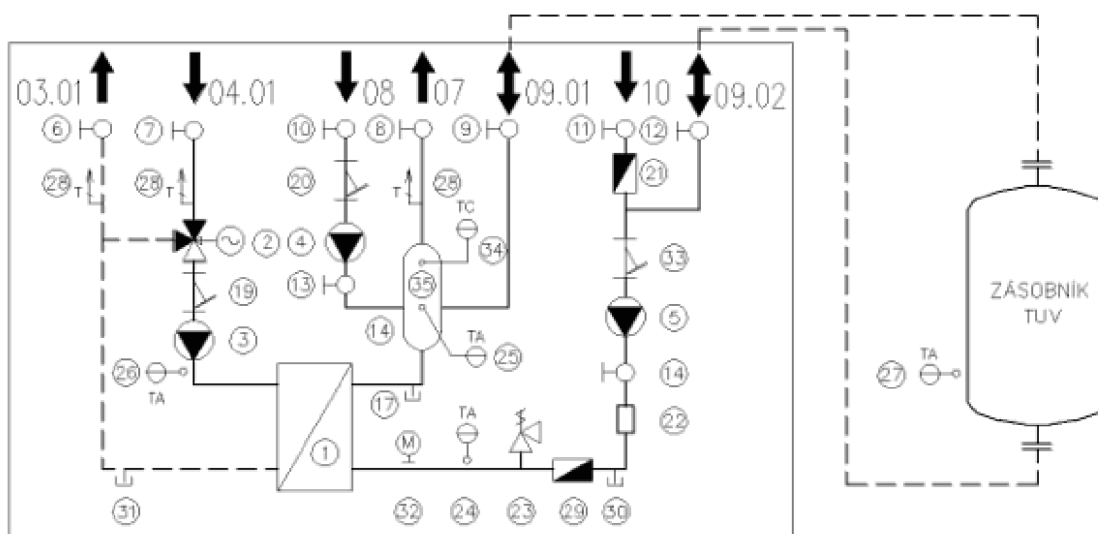 03.01 04.01 08 07 09.01 10 09.02
6 7 10 8 9 11 12
28 28 20 28 21
T T T TC
2 4 34 33
19 13 35
ZÁSOBNÍK
TUV
3 14 25 5
TA
26 27
TA TA
17 14
TA 22
M
1
31 32 24 23 29 30